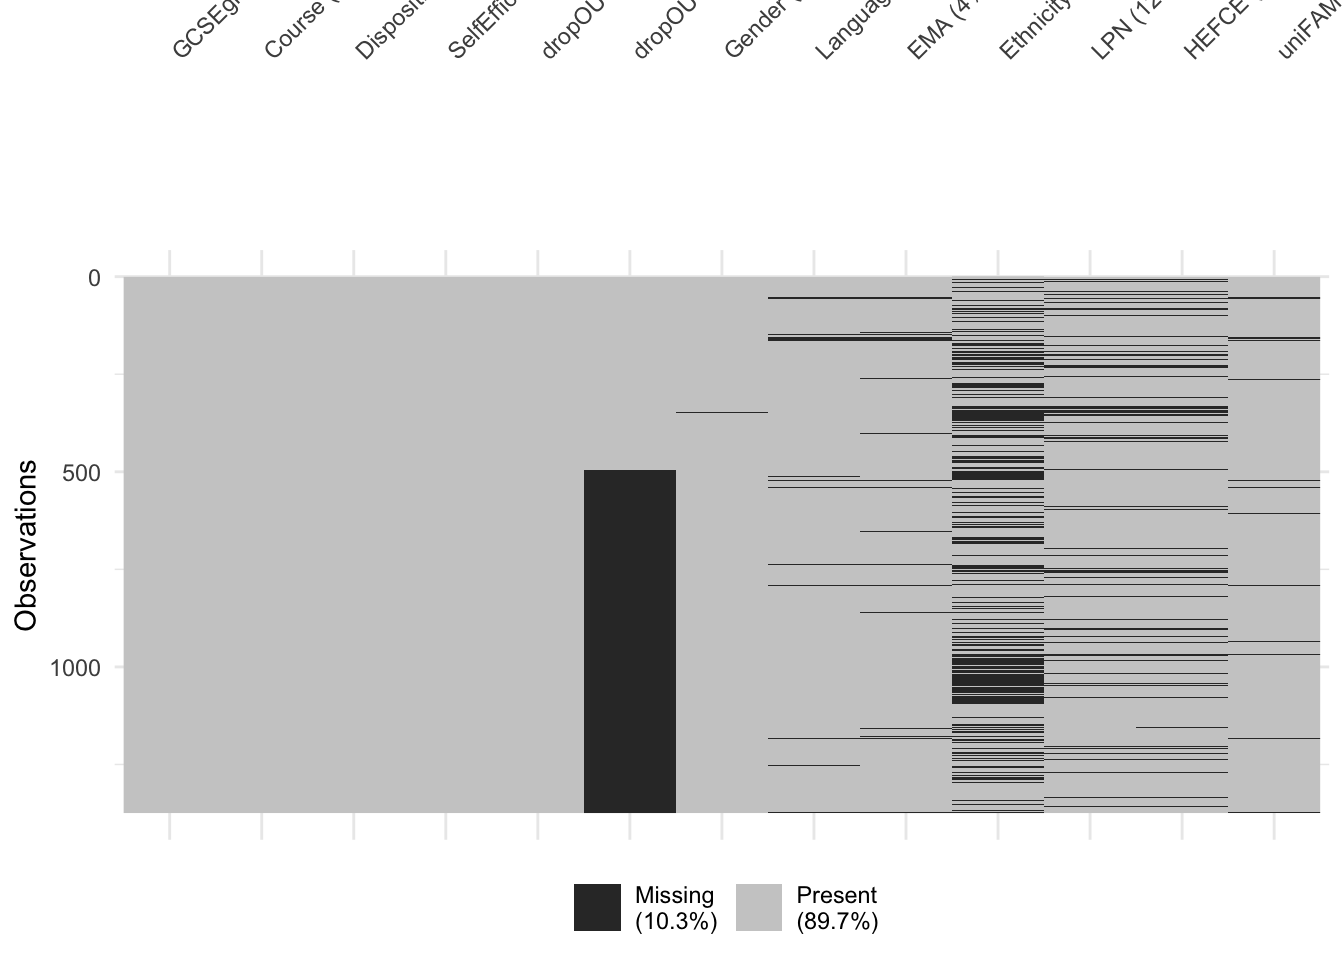 GCSEg
Course (
Disposit
SelfEffic
dropOU
dropOU
Gender (
Languag
EMA (4
Ethnicity
LPN (12
HEFCE (
uniFAM
0
500
1000
Observations
Missing
(10.3%)
Present
(89.7%)